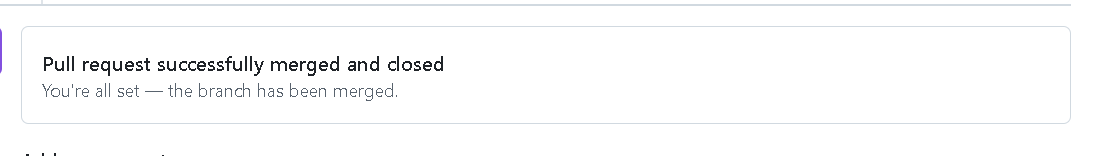 Pull request successfully merged and closed
You're all set — the branch has been merged.